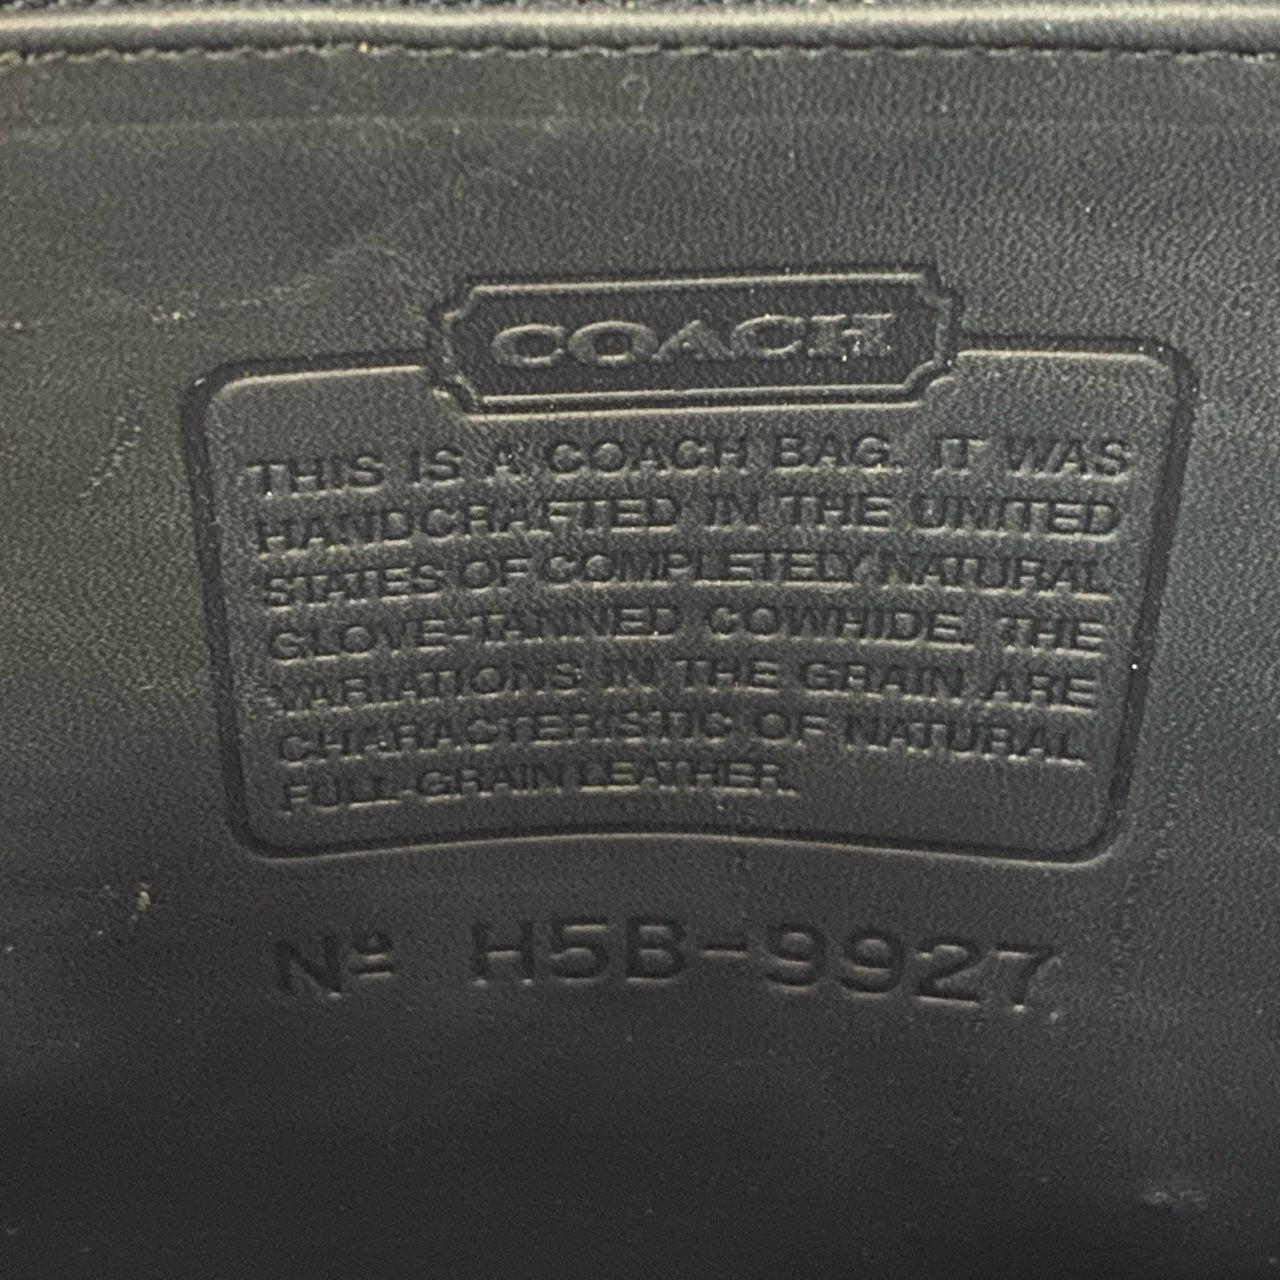 COACH
THIS IS A COACH BAG. IT WAS
HANDCRAFTED IN THE UNITED
STATES OF COMPLETELY NATURAL
GLOVE-TANNED COWHIDE. THE
VARIATIONS IN THE GRAIN ARE
CHARACTERISTIC OF NATURAL
FULL-GRAIN LEATHER.
Nº H5B-9927